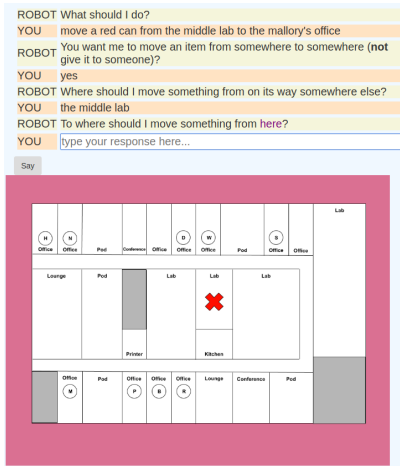 ROBOT What should I do?
YOU move a red can from the middle lab to the mallory's office
ROBOT You want me to move an item from somewhere to somewhere (not
give it to someone)?
YOU yes
ROBOT Where should I move something from on its way somewhere else?
YOU the middle lab
ROBOT To where should I move something from here?
YOU type your response here...
Say
Lab
H N D W S
Office Office Pod Conference Office Office Office Pod Office Office
Lounge Pod Lab Lab Lab
Printer Kitchen
Office Pod Office Office Office Lounge Conference Pod
M P B R